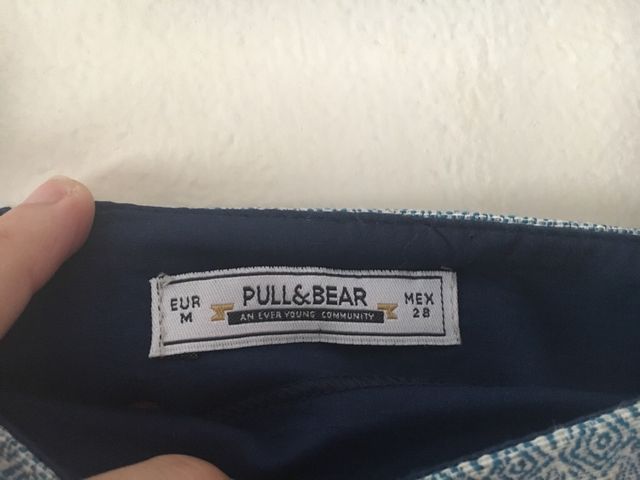 EUR
M
PULL&BEAR
AN EVER YOUNG COMMUNITY
MEX
28